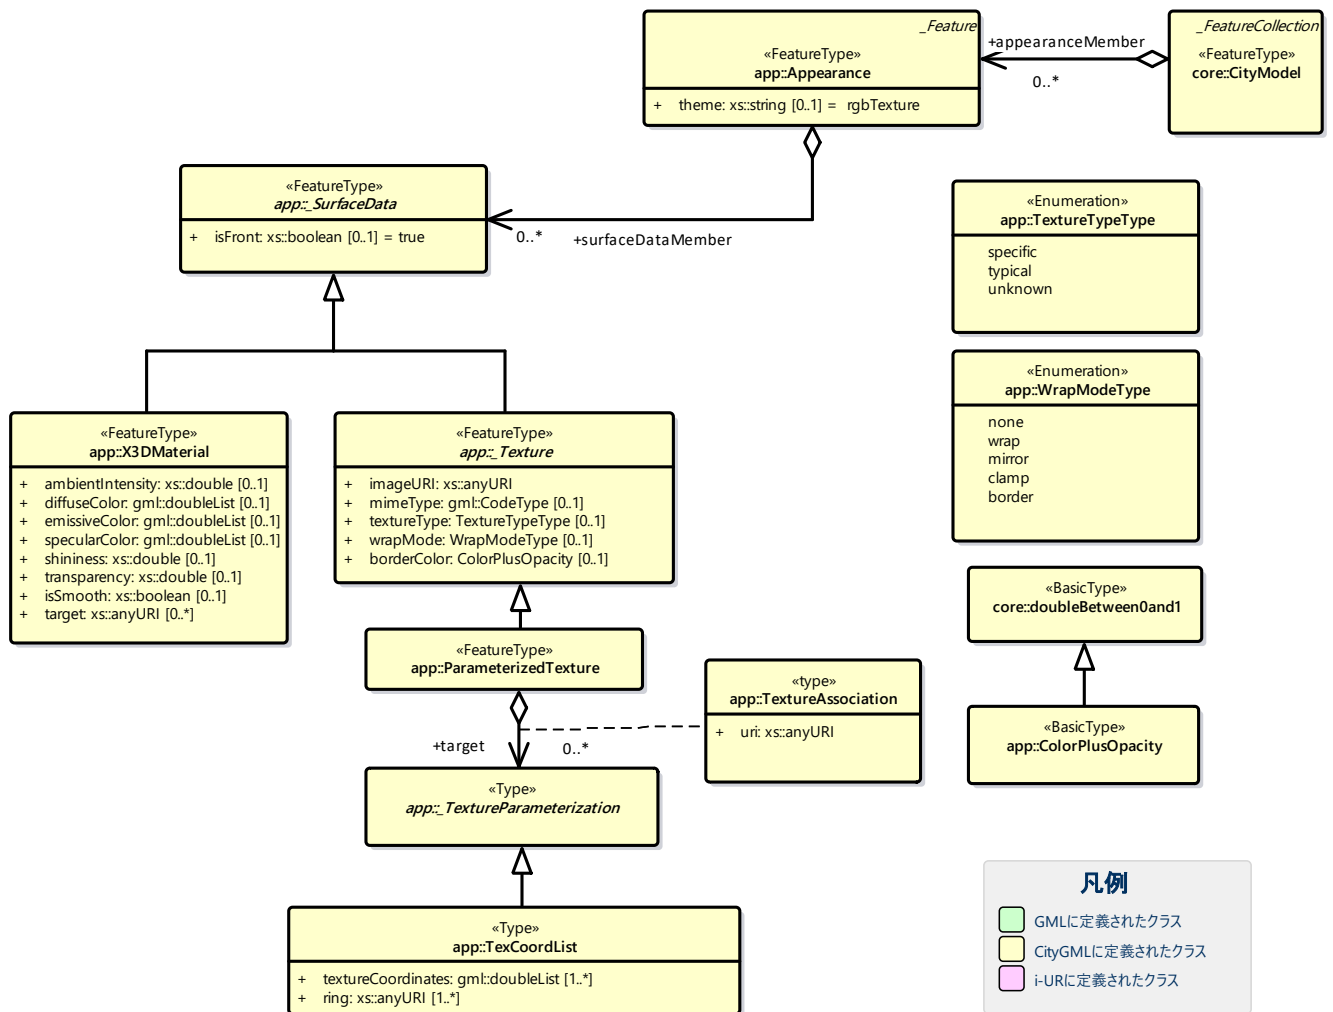 _Feature
«FeatureType»
app::Appearance
+ theme: xs::string [0..1] = rgbTexture
+appearanceMember
0..*
_FeatureCollection
«FeatureType»
core::CityModel
«FeatureType»
app::_SurfaceData
+ isFront: xs::boolean [0..1] = true
0..*
+surfaceDataMember
«Enumeration»
app::TextureTypeType
specific
typical
unknown
«Enumeration»
app::WrapModeType
none
wrap
mirror
clamp
border
«FeatureType»
app::X3DMaterial
+ ambientIntensity: xs::double [0..1]
+ diffuseColor: gml::doubleList [0..1]
+ emissiveColor: gml::doubleList [0..1]
+ specularColor: gml::doubleList [0..1]
+ shininess: xs::double [0..1]
+ transparency: xs::double [0..1]
+ isSmooth: xs::boolean [0..1]
+ target: xs::anyURI [0..*]
«FeatureType»
app::_Texture
+ imageURI: xs::anyURI
+ mimeType: gml::CodeType [0..1]
+ textureType: TextureTypeType [0..1]
+ wrapMode: WrapModeType [0..1]
+ borderColor: ColorPlusOpacity [0..1]
«BasicType»
core::doubleBetween0and1
«FeatureType»
app::ParameterizedTexture
«type»
app::TextureAssociation
+ uri: xs::anyURI
«BasicType»
app::ColorPlusOpacity
+target
0..*
«Type»
app::_TextureParameterization
«Type»
app::TexCoordList
+ textureCoordinates: gml::doubleList [1..*]
+ ring: xs::anyURI [1..*]
凡例
GMLに定義されたクラス
CityGMLに定義されたクラス
i-URに定義されたクラス